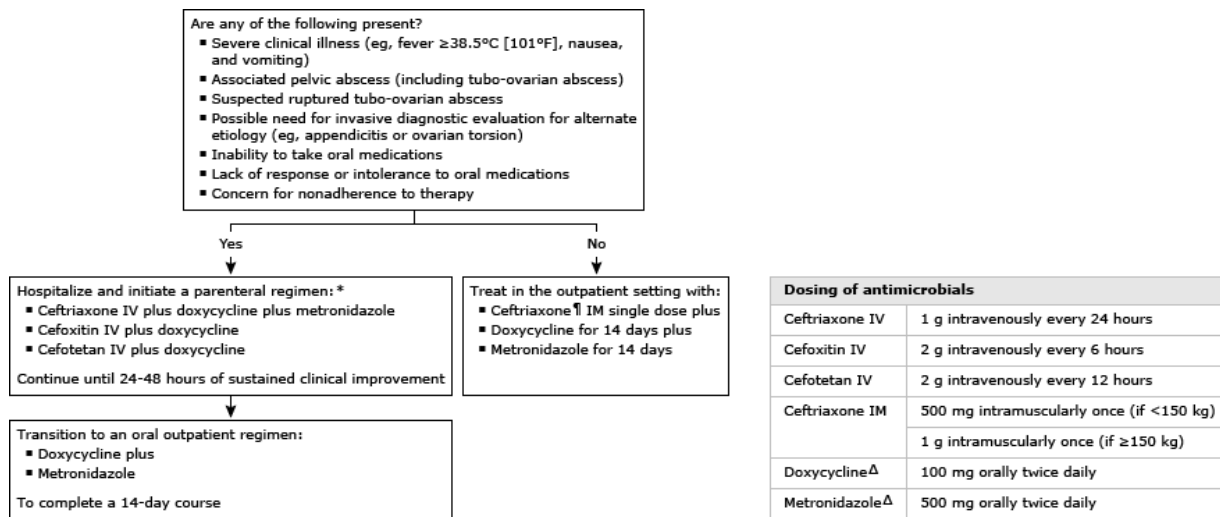 Are any of the following present?
▪ Severe clinical illness (eg, fever ≥38.5°C [101°F], nausea,
and vomiting)
▪ Associated pelvic abscess (including tubo-ovarian abscess)
▪ Suspected ruptured tubo-ovarian abscess
▪ Possible need for invasive diagnostic evaluation for alternate
etiology (eg, appendicitis or ovarian torsion)
▪ Inability to take oral medications
▪ Lack of response or intolerance to oral medications
▪ Concern for nonadherence to therapy
Yes
No
Hospitalize and initiate a parenteral regimen:*
▪ Ceftriaxone IV plus doxycycline plus metronidazole
▪ Cefoxitin IV plus doxycycline
▪ Cefotetan IV plus doxycycline
Continue until 24-48 hours of sustained clinical improvement
Treat in the outpatient setting with:
▪ Ceftriaxone¶ IM single dose plus
▪ Doxycycline for 14 days plus
▪ Metronidazole for 14 days
Transition to an oral outpatient regimen:
▪ Doxycycline plus
▪ Metronidazole
To complete a 14-day course
Dosing of antimicrobials
Ceftriaxone IV 1 g intravenously every 24 hours
Cefoxitin IV 2 g intravenously every 6 hours
Cefotetan IV 2 g intravenously every 12 hours
Ceftriaxone IM 500 mg intramuscularly once (if <150 kg)
1 g intramuscularly once (if ≥150 kg)
DoxycyclineΔ 100 mg orally twice daily
MetronidazoleΔ 500 mg orally twice daily